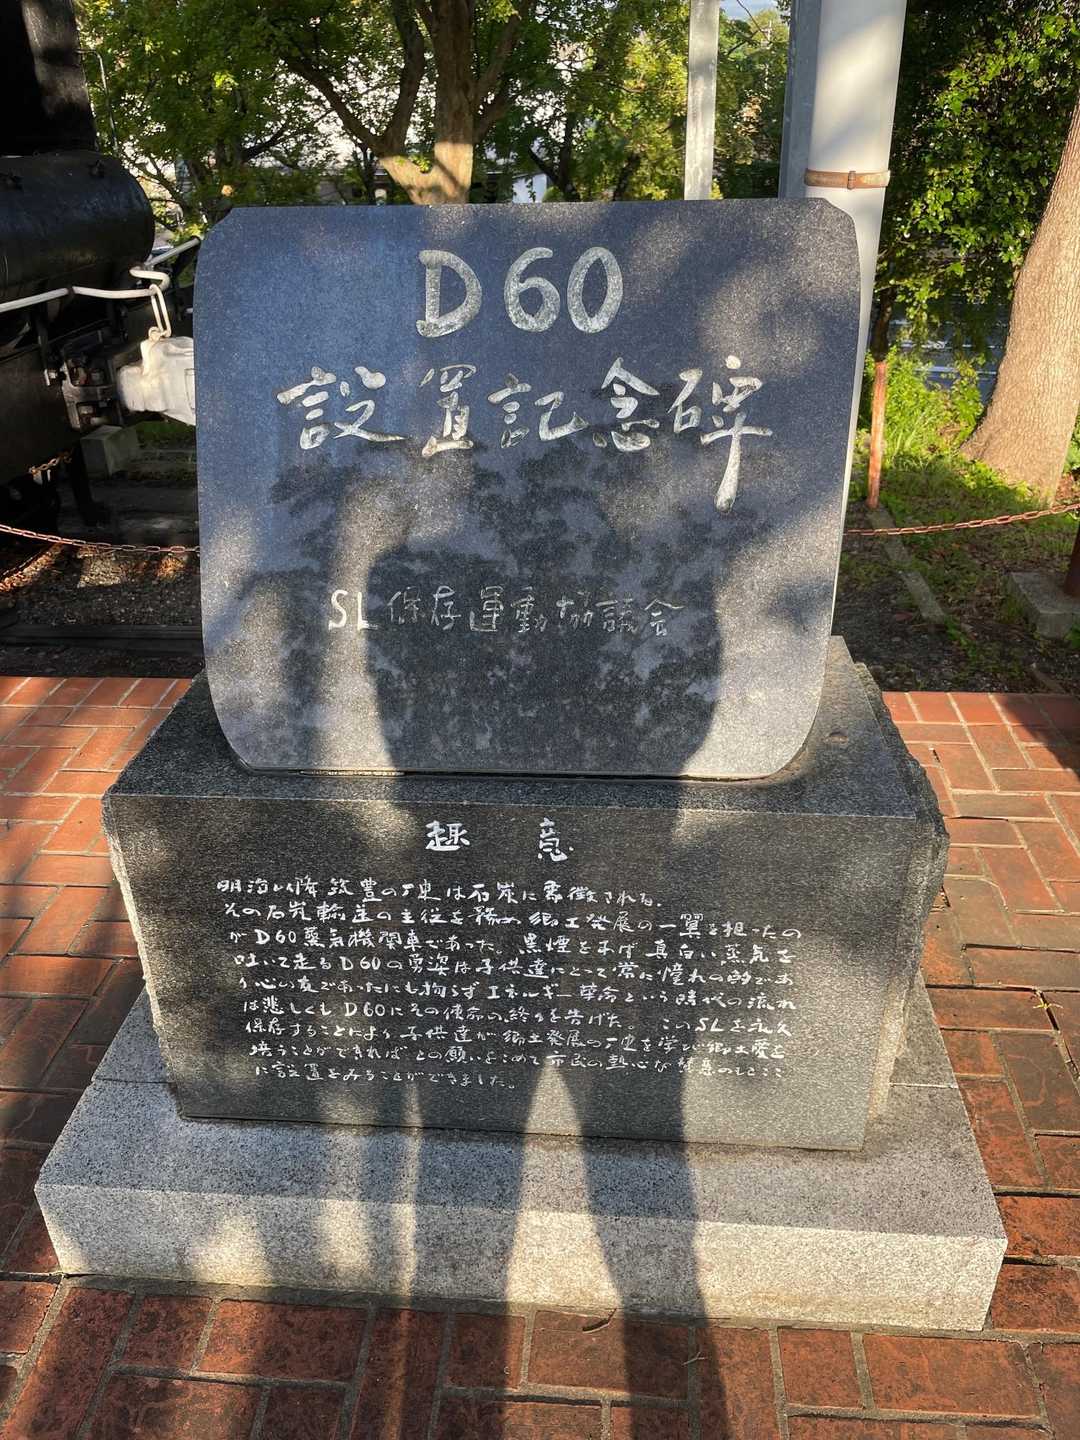 D60
設置記念碑
SL保存運動協議会
趣 意
明治以降筑豊の歴史は石炭に象徴される。
その石炭輸送の主役を務め郷土発展の一翼を担ったの
がD60蒸気機関車であった。黒煙をあげ真白い蒸気を
吐いて走るD60の勇姿は子供達にとって常に憧れの的であ
り心の友であったにも拘らずエネルギー革命という時代の流れ
は悲しくもD60にその使命の終りを告げた。このSLを永久
保存することにより子供達が郷土発展の歴史を学び郷土愛を
培うことができればとの願いをこめて市民の熱心な のもとここ
に設置をみることができました。